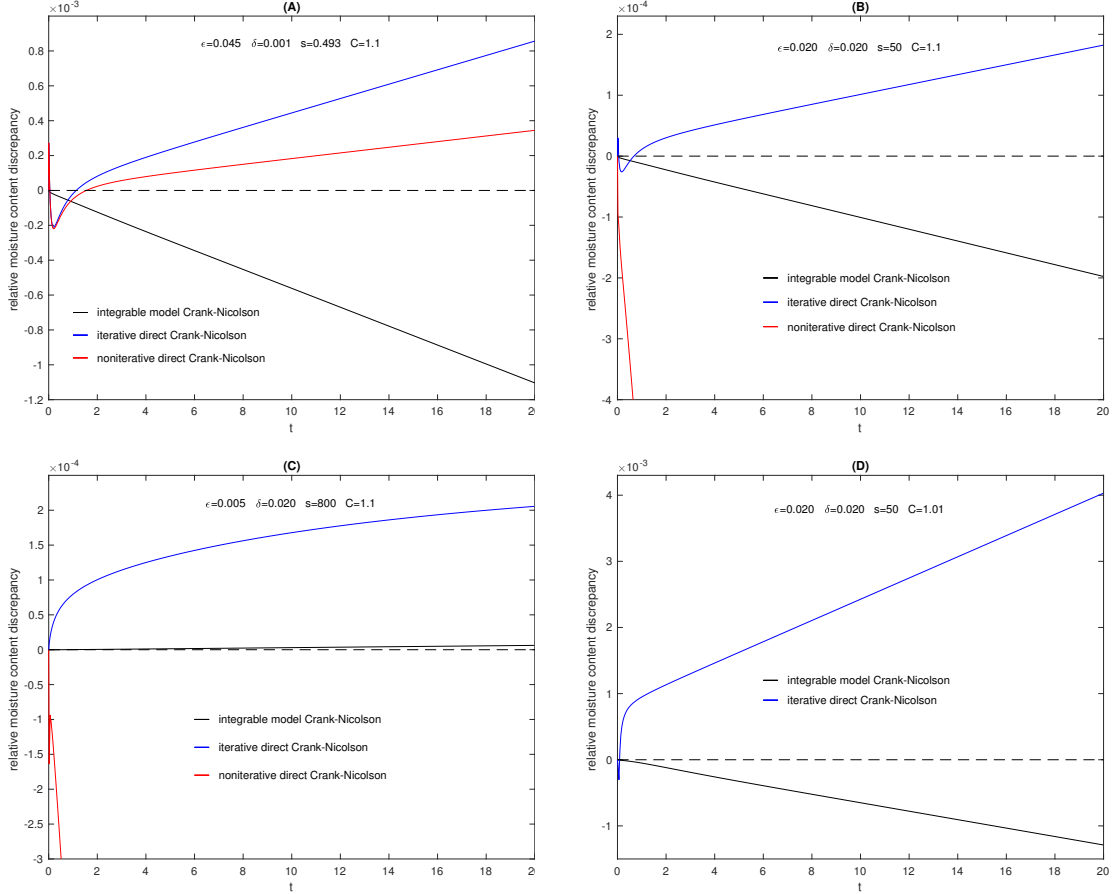 (A)
×10⁻³
ϵ=0.045 δ=0.001 s=0.493 C=1.1
relative moisture content discrepancy
0.8
0.6
0.4
0.2
0
-0.2
-0.4
-0.6
-0.8
-1
-1.2
integrable model Crank-Nicolson
iterative direct Crank-Nicolson
noniterative direct Crank-Nicolson
0 2 4 6 8 10 12 14 16 18 20
t
(B)
×10⁻⁴
ϵ=0.020 δ=0.020 s=50 C=1.1
relative moisture content discrepancy
2
1
0
-1
-2
-3
-4
integrable model Crank-Nicolson
iterative direct Crank-Nicolson
noniterative direct Crank-Nicolson
0 2 4 6 8 10 12 14 16 18 20
t
(C)
×10⁻⁴
ϵ=0.005 δ=0.020 s=800 C=1.1
relative moisture content discrepancy
2
1.5
1
0.5
0
-0.5
-1
-1.5
-2
-2.5
-3
integrable model Crank-Nicolson
iterative direct Crank-Nicolson
noniterative direct Crank-Nicolson
0 2 4 6 8 10 12 14 16 18 20
t
(D)
×10⁻³
ϵ=0.020 δ=0.020 s=50 C=1.01
relative moisture content discrepancy
4
3
2
1
0
-1
integrable model Crank-Nicolson
iterative direct Crank-Nicolson
0 2 4 6 8 10 12 14 16 18 20
t